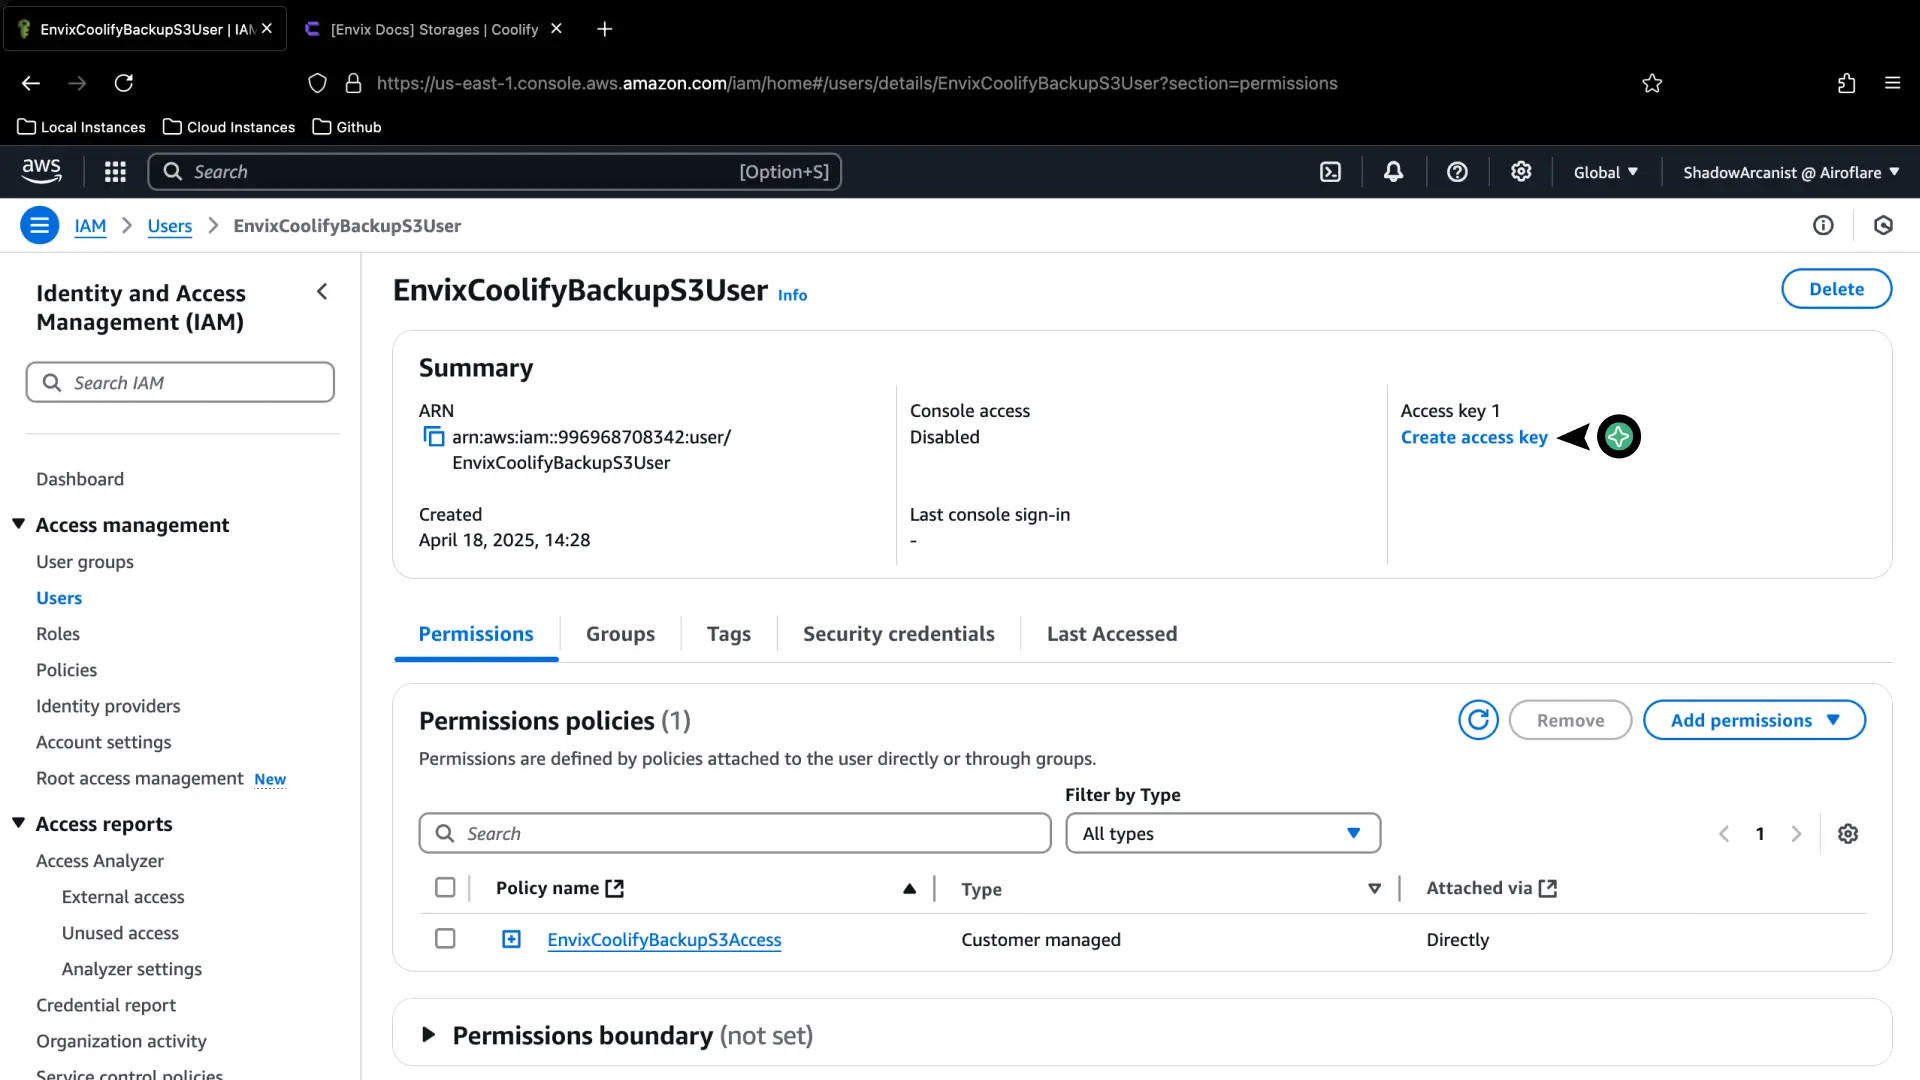 EnvixCoolifyBackupS3User | IAM
[Envix Docs] Storages | Coolify
https://us-east-1.console.aws.amazon.com/iam/home#/users/details/EnvixCoolifyBackupS3User?section=permissions
Local Instances
Cloud Instances
Github
aws
Search
[Option+S]
Global
ShadowArcanist @ Airoflare
IAM
Users
EnvixCoolifyBackupS3User
Identity and Access
Management (IAM)
Search IAM
Dashboard
Access management
User groups
Users
Roles
Policies
Identity providers
Account settings
Root access management New
Access reports
Access Analyzer
External access
Unused access
Analyzer settings
Credential report
Organization activity
Service control policies
EnvixCoolifyBackupS3User Info
Delete
Summary
ARN
arn:aws:iam::996968708342:user/
EnvixCoolifyBackupS3User
Created
April 18, 2025, 14:28
Console access
Disabled
Last console sign-in
-
Access key 1
Create access key
Permissions
Groups
Tags
Security credentials
Last Accessed
Permissions policies (1)
Remove
Add permissions
Permissions are defined by policies attached to the user directly or through groups.
Filter by Type
Search
All types
1
Policy name
Type
Attached via
EnvixCoolifyBackupS3Access
Customer managed
Directly
Permissions boundary (not set)